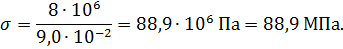 σ = 8 · 10⁶ / 9,0 · 10⁻² = 88,9 · 10⁶ Па = 88,9 МПа.